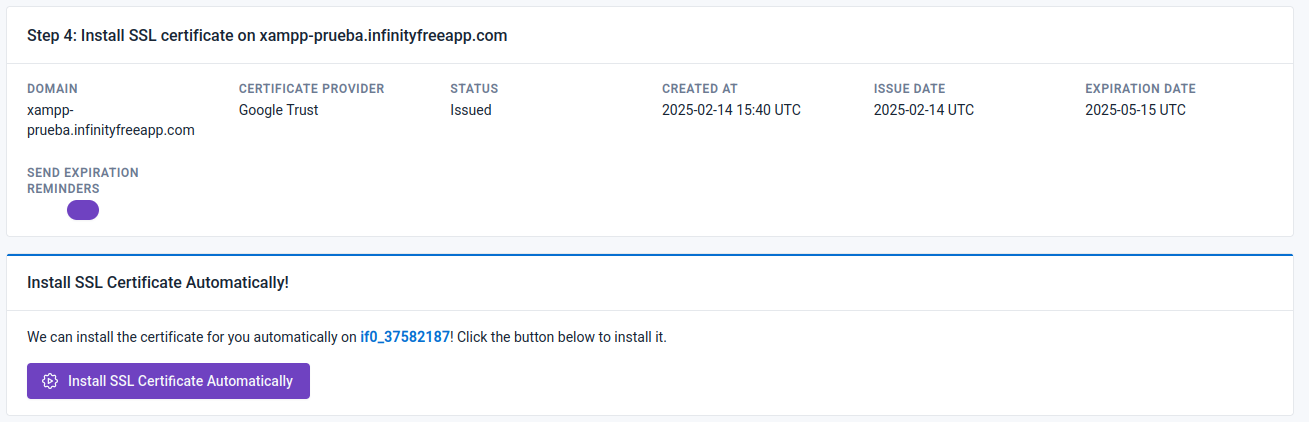 Step 4: Install SSL certificate on xampp-prueba.infinityfreeapp.com
DOMAIN
xampp-
prueba.infinityfreeapp.com
CERTIFICATE PROVIDER
Google Trust
STATUS
Issued
CREATED AT
2025-02-14 15:40 UTC
ISSUE DATE
2025-02-14 UTC
EXPIRATION DATE
2025-05-15 UTC
SEND EXPIRATION
REMINDERS
Install SSL Certificate Automatically!
We can install the certificate for you automatically on if0_37582187! Click the button below to install it.
Install SSL Certificate Automatically